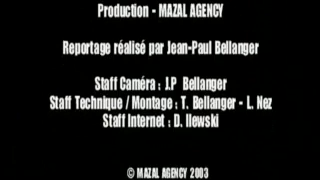 Production - MAZAL AGENCY
Reportage réalisé par Jean-Paul Bellanger
Staff Caméra : J.P Bellanger
Staff Technique / Montage : T. Bellanger - L. Nez
Staff Internet : D. Ilewski
© MAZAL AGENCY 2003